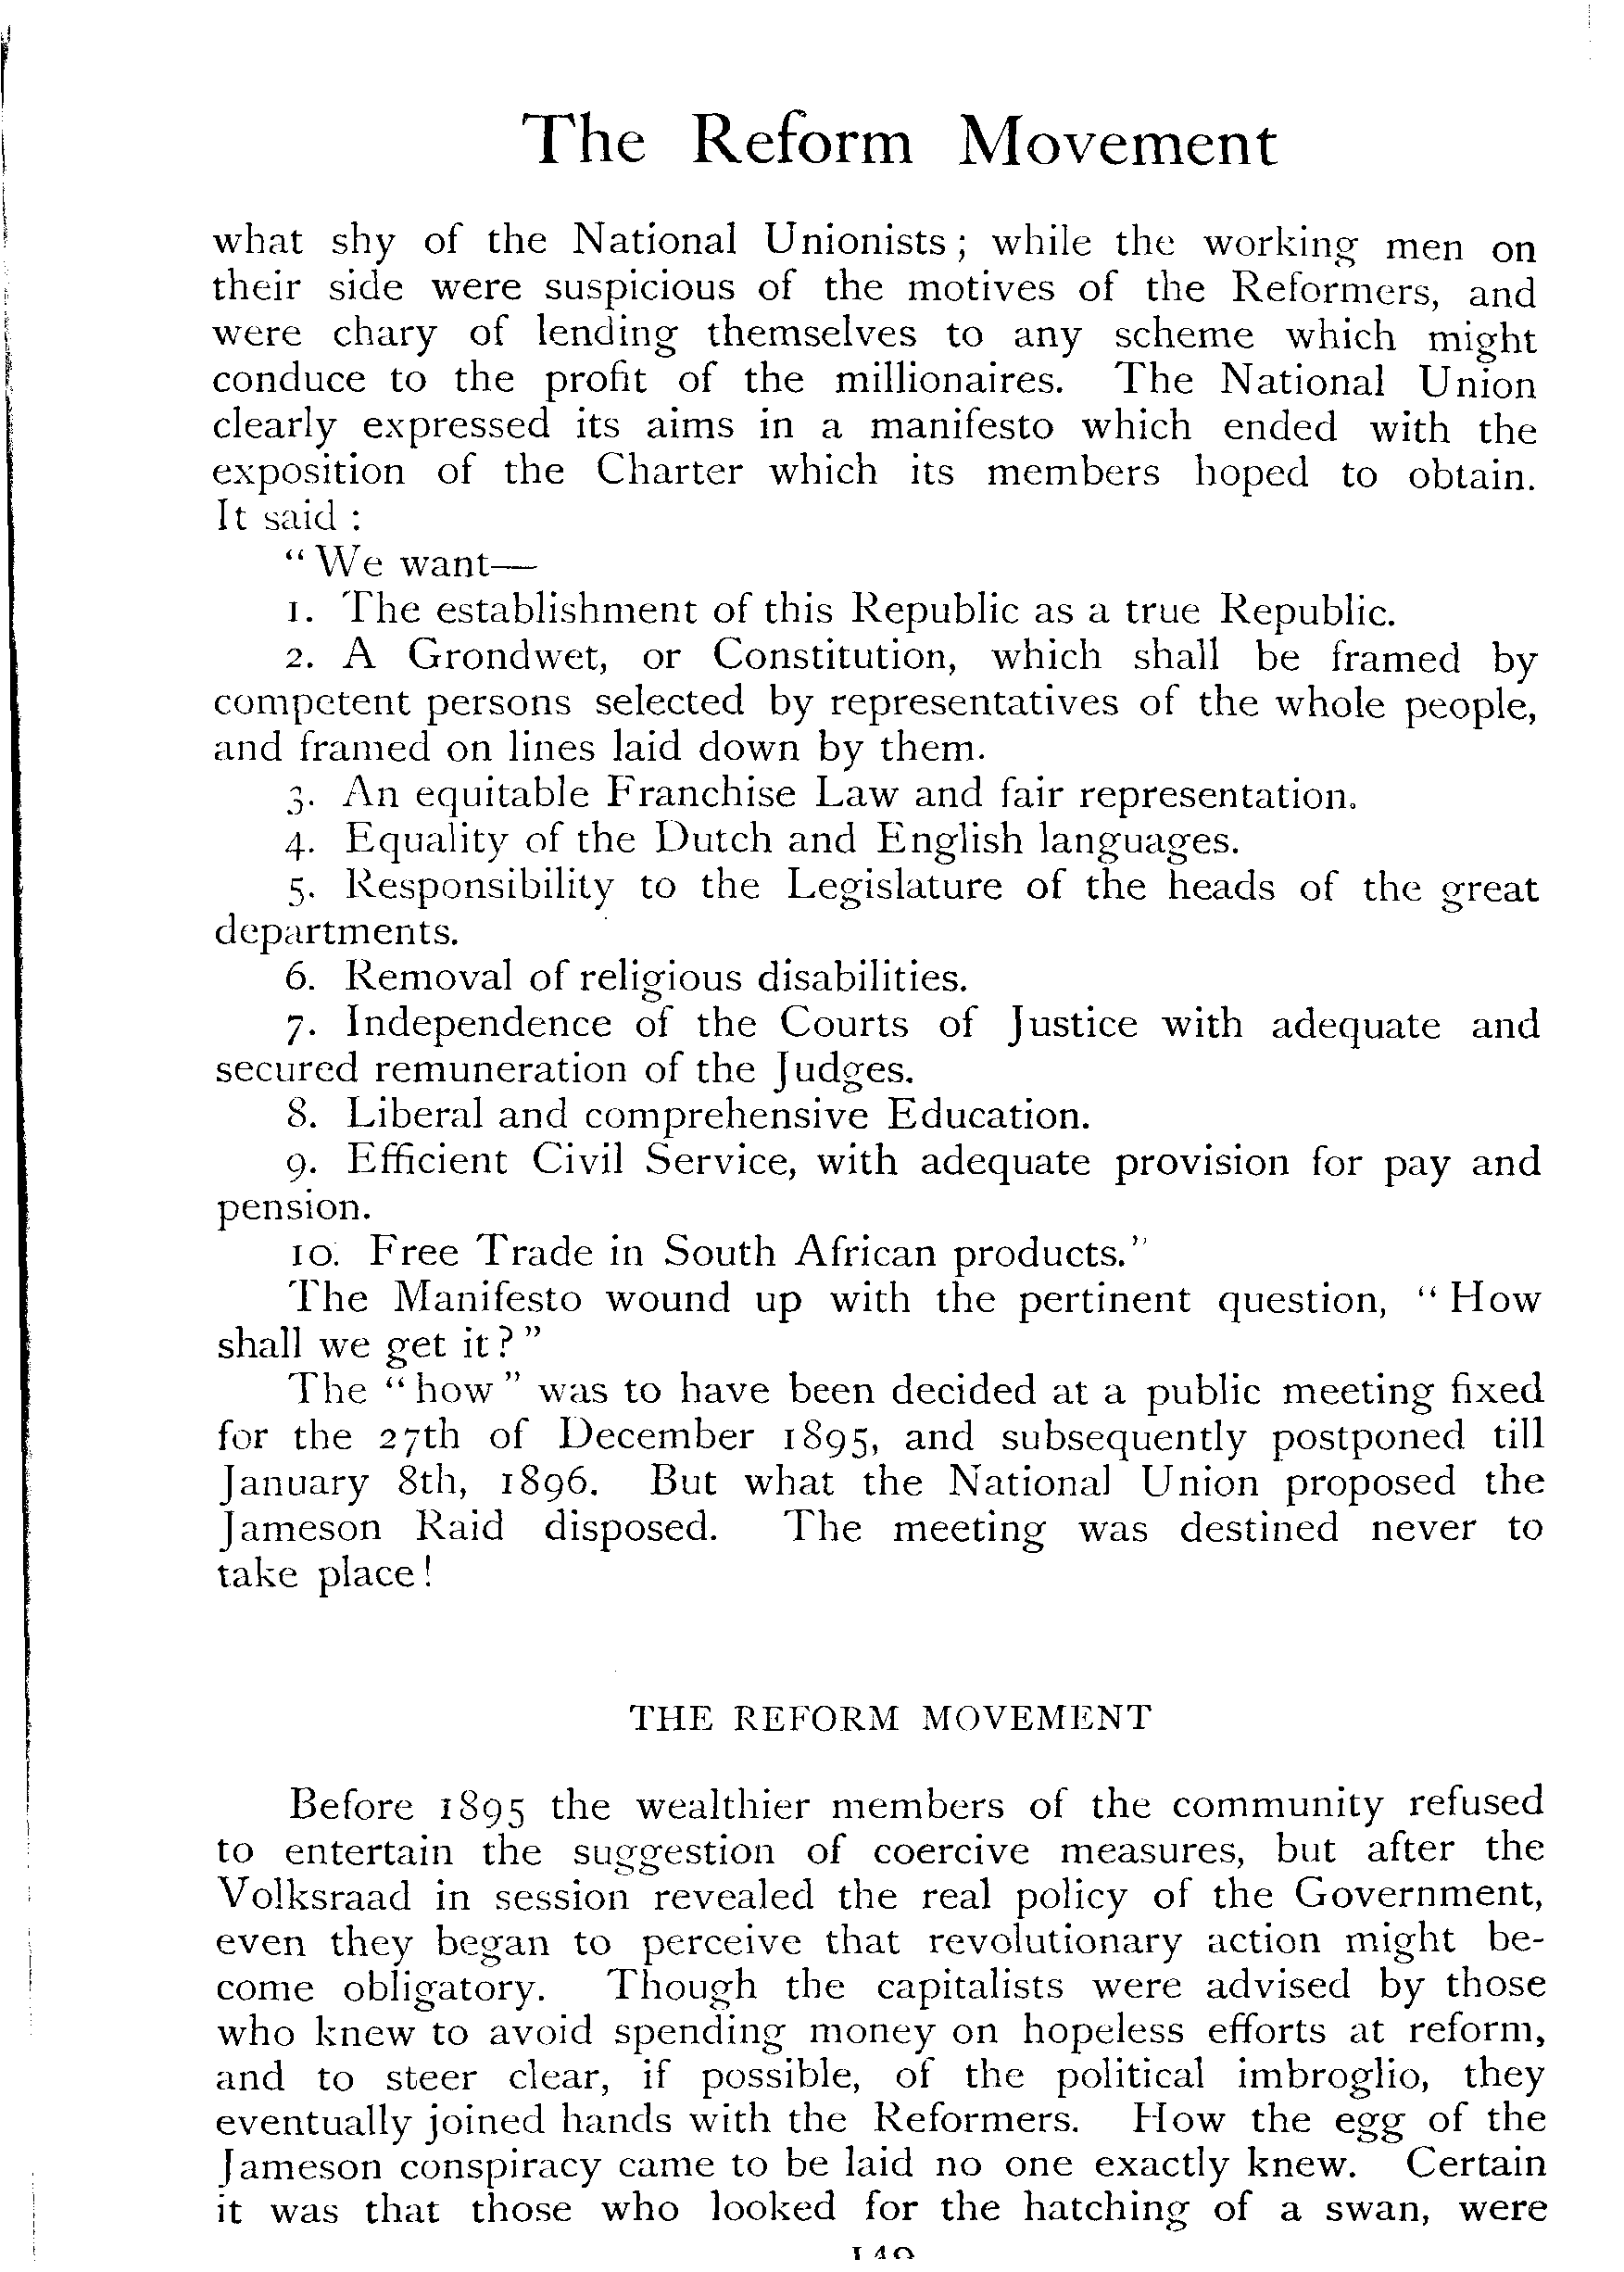 The Reform Movement
what shy of the National Unionists ; while the working men on
their side were suspicious of the motives of the Reformers, and
were chary of lending themselves to any scheme which might
conduce to the profit of the millionaires. The National Union
clearly expressed its aims in a manifesto which ended with the
exposition of the Charter which its members hoped to obtain.
It said :
“ We want—
1. The establishment of this Republic as a true Republic.
2. A Grondwet, or Constitution, which shall be framed by
competent persons selected by representatives of the whole people,
and framed on lines laid down by them.
3. An equitable Franchise Law and fair representation.
4. Equality of the Dutch and English languages.
5. Responsibility to the Legislature of the heads of the great
departments.
6. Removal of religious disabilities.
7. Independence of the Courts of Justice with adequate and
secured remuneration of the Judges.
8. Liberal and comprehensive Education.
9. Efficient Civil Service, with adequate provision for pay and
pension.
10. Free Trade in South African products.”
The Manifesto wound up with the pertinent question, “ How
shall we get it ? ”
The “ how ” was to have been decided at a public meeting fixed
for the 27th of December 1895, and subsequently postponed till
January 8th, 1896. But what the National Union proposed the
Jameson Raid disposed. The meeting was destined never to
take place !
THE REFORM MOVEMENT
Before 1895 the wealthier members of the community refused
to entertain the suggestion of coercive measures, but after the
Volksraad in session revealed the real policy of the Government,
even they began to perceive that revolutionary action might be-
come obligatory. Though the capitalists were advised by those
who knew to avoid spending money on hopeless efforts at reform,
and to steer clear, if possible, of the political imbroglio, they
eventually joined hands with the Reformers. How the egg of the
Jameson conspiracy came to be laid no one exactly knew. Certain
it was that those who looked for the hatching of a swan, were